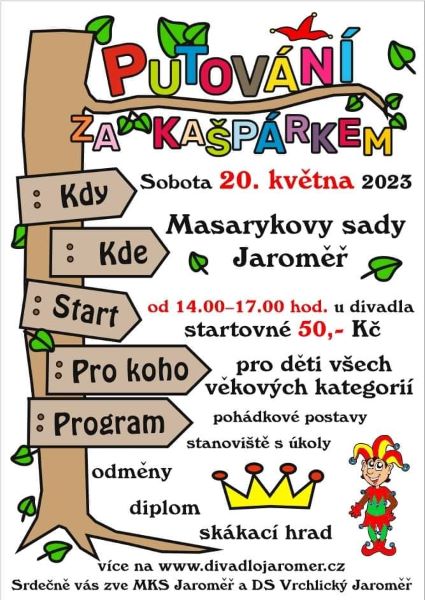 PUTOVÁNÍ
ZA KAŠPÁRKEM
Kdy
Sobota 20. května 2023
Kde
Masarykovy sady
Jaroměř
Start
od 14.00–17.00 hod. u divadla
startovné 50,- Kč
Pro koho
pro děti všech
věkových kategorií
Program
pohádkové postavy
stanoviště s úkoly
odměny
diplom
skákací hrad
více na www.divadlojaromer.cz
Srdečně vás zve MKS Jaroměř a DS Vrchlický Jaroměř